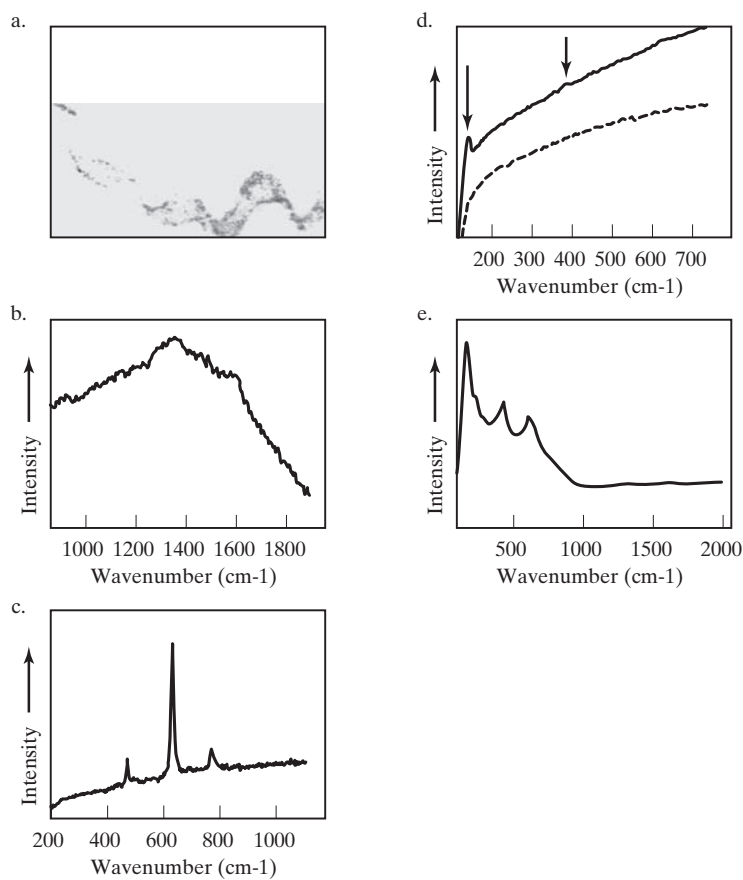 a.
b.
Intensity
1000 1200 1400 1600 1800
Wavenumber (cm-1)
c.
Intensity
200 400 600 800 1000
Wavenumber (cm-1)
d.
Intensity
200 300 400 500 600 700
Wavenumber (cm-1)
e.
Intensity
500 1000 1500 2000
Wavenumber (cm-1)